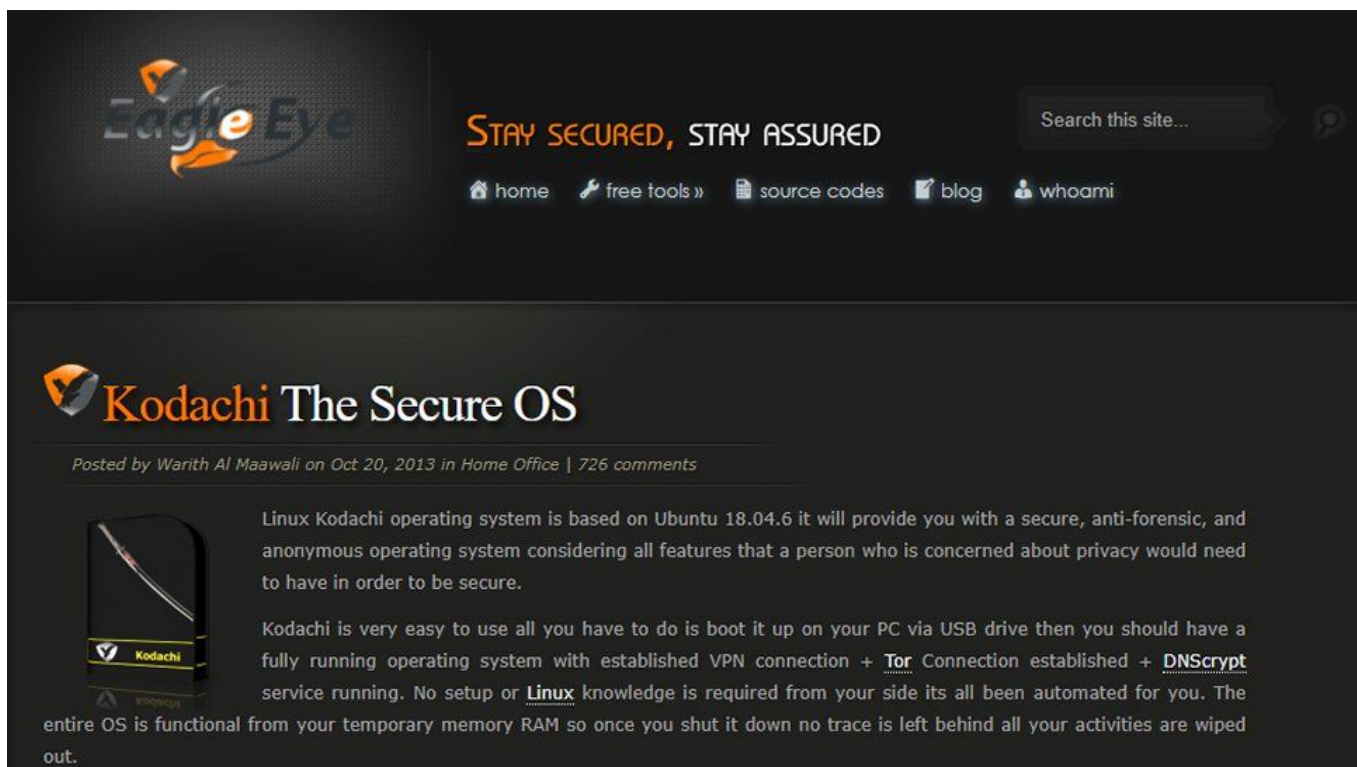 Eagle Eye
STAY SECURED, STAY ASSURED
Search this site...
home free tools » source codes blog whoami
Kodachi The Secure OS
Posted by Warith Al Maawali on Oct 20, 2013 in Home Office | 726 comments
Linux Kodachi operating system is based on Ubuntu 18.04.6 it will provide you with a secure, anti-forensic, and
anonymous operating system considering all features that a person who is concerned about privacy would need
to have in order to be secure.
Kodachi
Kodachi is very easy to use all you have to do is boot it up on your PC via USB drive then you should have a
fully running operating system with established VPN connection + Tor Connection established + DNScrypt
service running. No setup or Linux knowledge is required from your side its all been automated for you. The
entire OS is functional from your temporary memory RAM so once you shut it down no trace is left behind all your activities are wiped
out.